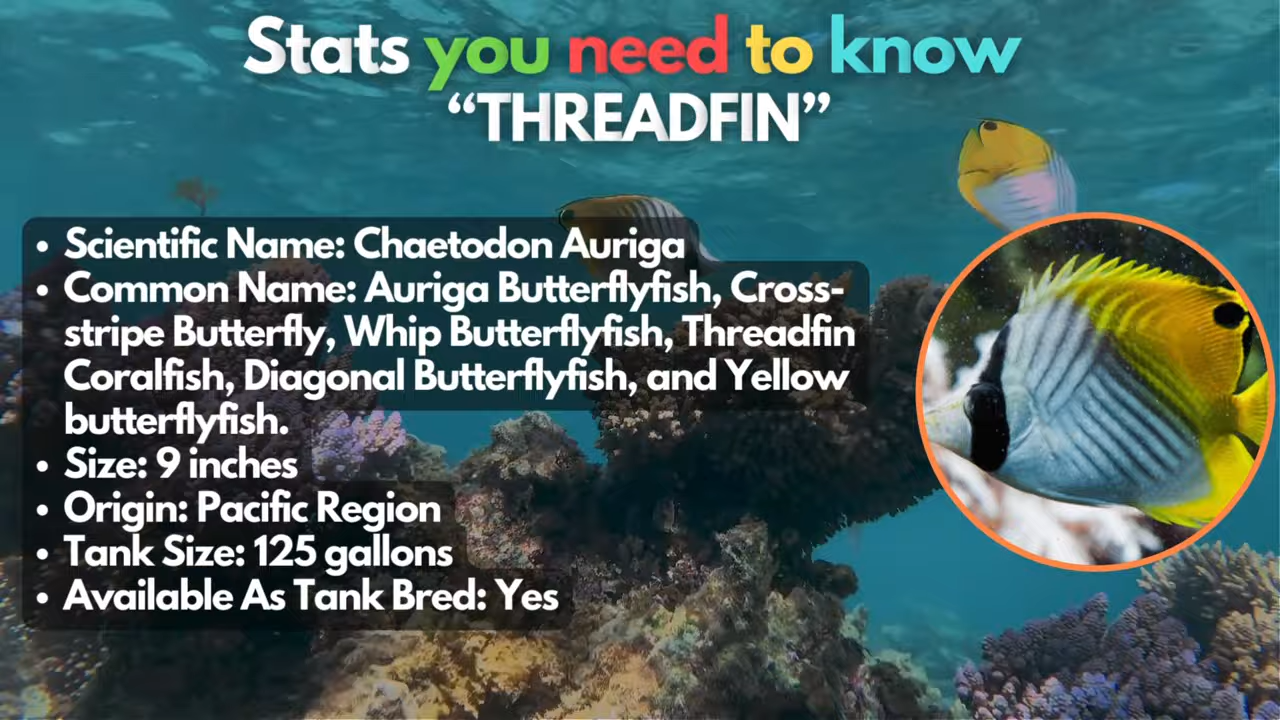 Stats you need to know
“THREADFIN”
• Scientific Name: Chaetodon Auriga
• Common Name: Auriga Butterflyfish, Cross-
stripe Butterfly, Whip Butterflyfish, Threadfin
Coralfish, Diagonal Butterflyfish, and Yellow
butterflyfish.
• Size: 9 inches
• Origin: Pacific Region
• Tank Size: 125 gallons
• Available As Tank Bred: Yes